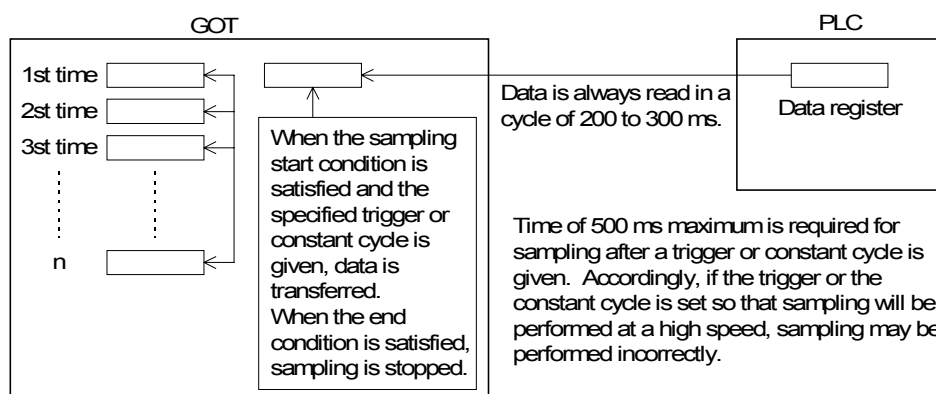 GOT
PLC
1st time
2st time
3st time
n
When the sampling
start condition is
satisfied and the
specified trigger or
constant cycle is
given, data is
transferred.
When the end
condition is satisfied,
sampling is stopped.
Data is always read in a
cycle of 200 to 300 ms.
Data register
Time of 500 ms maximum is required for
sampling after a trigger or constant cycle is
given. Accordingly, if the trigger or the
constant cycle is set so that sampling will be
performed at a high speed, sampling may be
performed incorrectly.